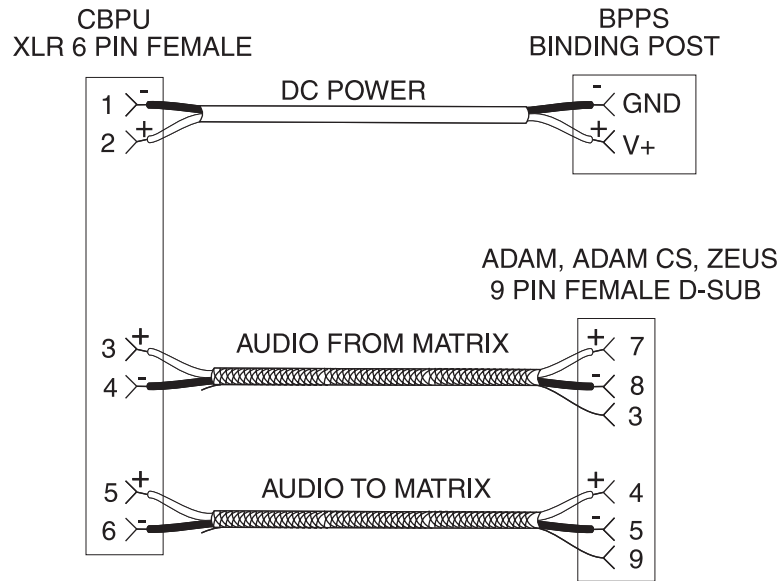 CBPU
XLR 6 PIN FEMALE
BPPS
BINDING POST
DC POWER
1 -
2 +
- GND
+ V+
ADAM, ADAM CS, ZEUS
9 PIN FEMALE D-SUB
AUDIO FROM MATRIX
3 +
4 -
+ 7
- 8
3
AUDIO TO MATRIX
5 +
6 -
+ 4
- 5
9